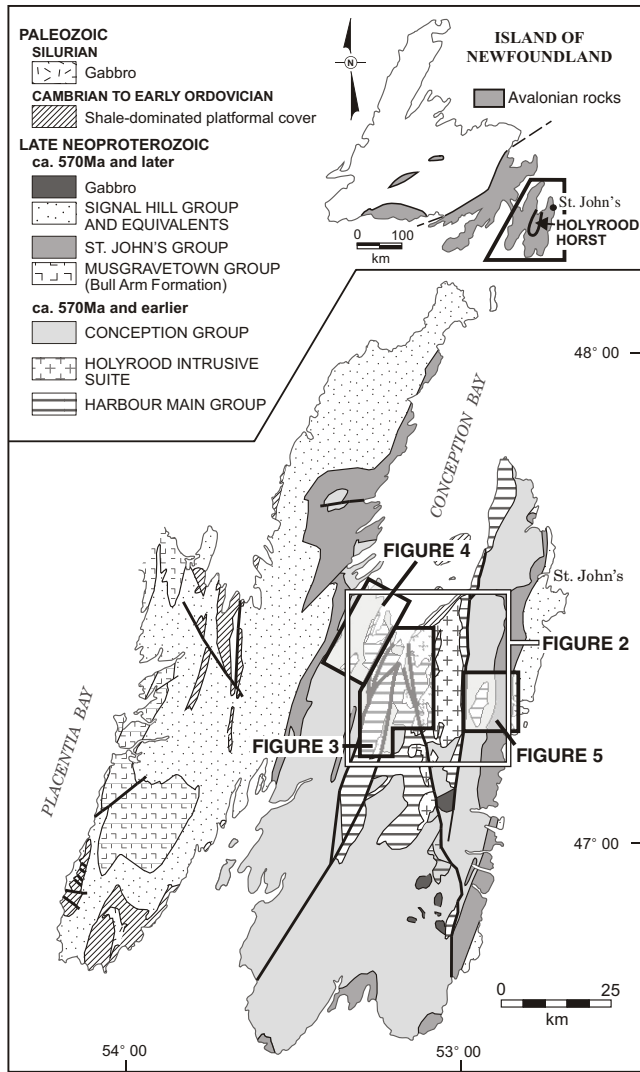 PALEOZOIC
SILURIAN
Gabbro
CAMBRIAN TO EARLY ORDOVICIAN
Shale-dominated platformal cover
LATE NEOPROTEROZOIC
ca. 570Ma and later
Gabbro
SIGNAL HILL GROUP
AND EQUIVALENTS
ST. JOHN'S GROUP
MUSGRAVETOWN GROUP
(Bull Arm Formation)
ca. 570Ma and earlier
CONCEPTION GROUP
HOLYROOD INTRUSIVE
SUITE
HARBOUR MAIN GROUP
N
ISLAND OF
NEWFOUNDLAND
Avalonian rocks
St. John's
HOLYROOD
HORST
0 100
km
48° 00
CONCEPTION BAY
St. John's
FIGURE 4
FIGURE 2
FIGURE 3
FIGURE 5
PLACENTIA BAY
47° 00
0 25
km
54° 00
53° 00